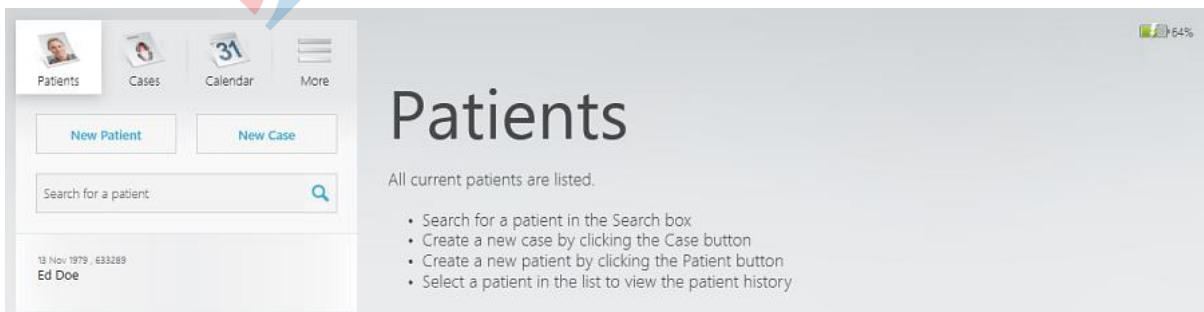 64%
Patients Cases 31 Calendar More
New Patient New Case
Patients
Search for a patient
All current patients are listed.
• Search for a patient in the Search box
• Create a new case by clicking the Case button
• Create a new patient by clicking the Patient button
• Select a patient in the list to view the patient history
13 Nov 1979 , 633289
Ed Doe